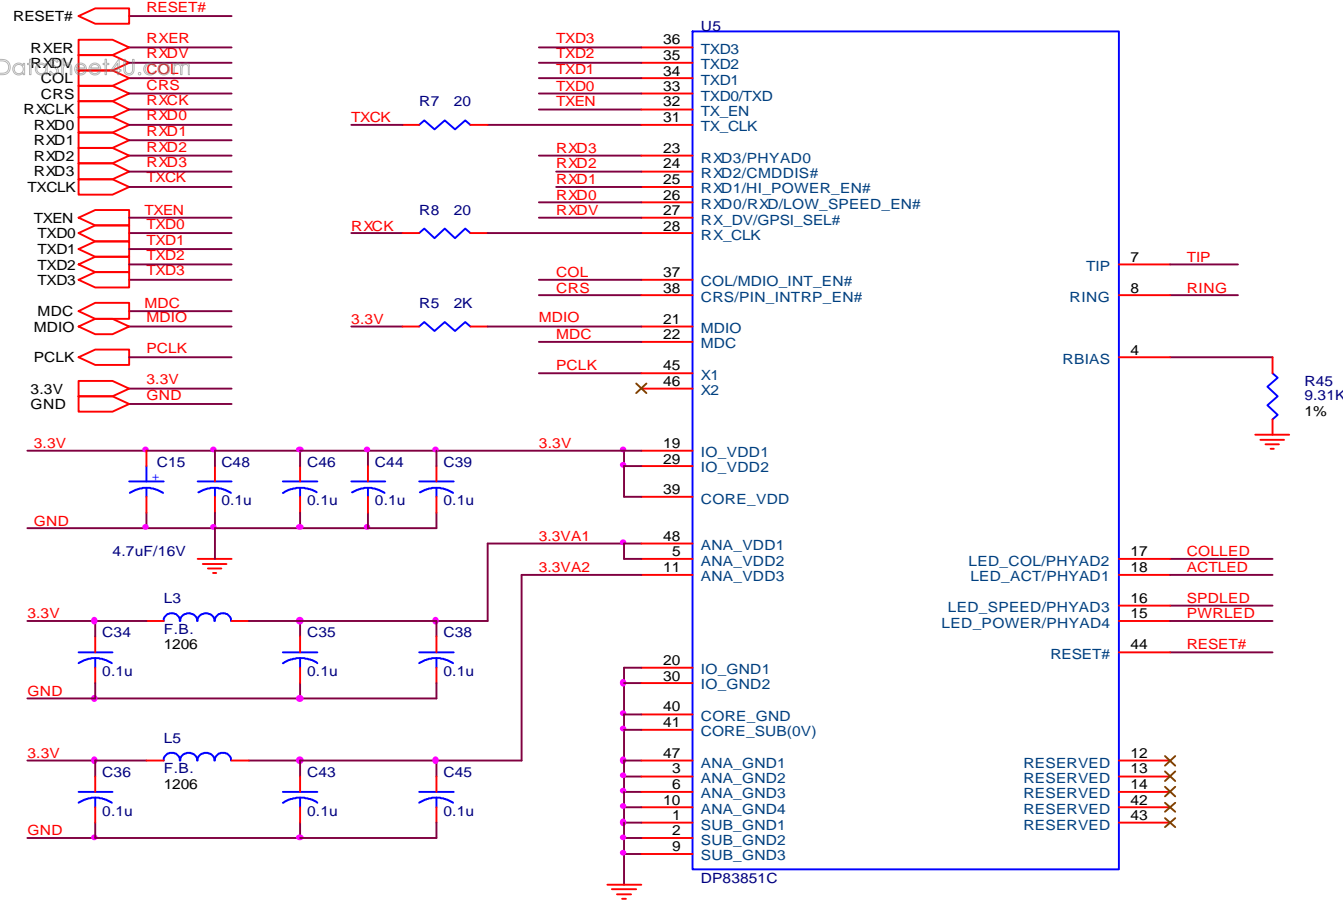 RESET# RESET#
RXER RXER
RXDV RXDV
DataSheet4U.com
COL COL
CRS CRS
RXCLK RXCK
RXD0 RXD0
RXD1 RXD1
RXD2 RXD2
RXD3 RXD3
TXCLK TXCK
TXEN TXEN
TXD0 TXD0
TXD1 TXD1
TXD2 TXD2
TXD3 TXD3
MDC MDC
MDIO MDIO
PCLK PCLK
3.3V 3.3V
GND GND
U5
TXD3 36 TXD3
TXD2 35 TXD2
TXD1 34 TXD1
TXD0 33 TXD0/TXD
TXEN 32 TX_EN
TXCK R7 20 31 TX_CLK
RXD3 23 RXD3/PHYAD0
RXD2 24 RXD2/CMDDIS#
RXD1 25 RXD1/HI_POWER_EN#
RXD0 26 RXD0/RXD/LOW_SPEED_EN#
RXDV 27 RX_DV/GPSI_SEL#
RXCK R8 20 28 RX_CLK
COL 37 COL/MDIO_INT_EN#
CRS 38 CRS/PIN_INTRP_EN#
3.3V R5 2K MDIO 21 MDIO
MDC 22 MDC
PCLK 45 X1
46 X2
3.3V 3.3V 19 IO_VDD1
29 IO_VDD2
39 CORE_VDD
C15 C48 C46 C44 C39
+
0.1u 0.1u 0.1u 0.1u
GND
4.7uF/16V
3.3VA1 48 ANA_VDD1
5 ANA_VDD2
3.3VA2 11 ANA_VDD3
3.3V L3
F.B.
1206
C34 C35 C38
0.1u 0.1u 0.1u
GND
3.3V L5
F.B.
1206
C36 C43 C45
0.1u 0.1u 0.1u
GND
20 IO_GND1
30 IO_GND2
40 CORE_GND
41 CORE_SUB(0V)
47 ANA_GND1
3 ANA_GND2
6 ANA_GND3
10 ANA_GND4
1 SUB_GND1
2 SUB_GND2
9 SUB_GND3
DP83851C
TIP 7 TIP
RING 8 RING
RBIAS 4
R45
9.31K
1%
LED_COL/PHYAD2 17 COLLED
LED_ACT/PHYAD1 18 ACTLED
LED_SPEED/PHYAD3 16 SPDLED
LED_POWER/PHYAD4 15 PWRLED
RESET# 44 RESET#
RESERVED 12
RESERVED 13
RESERVED 14
RESERVED 42
RESERVED 43